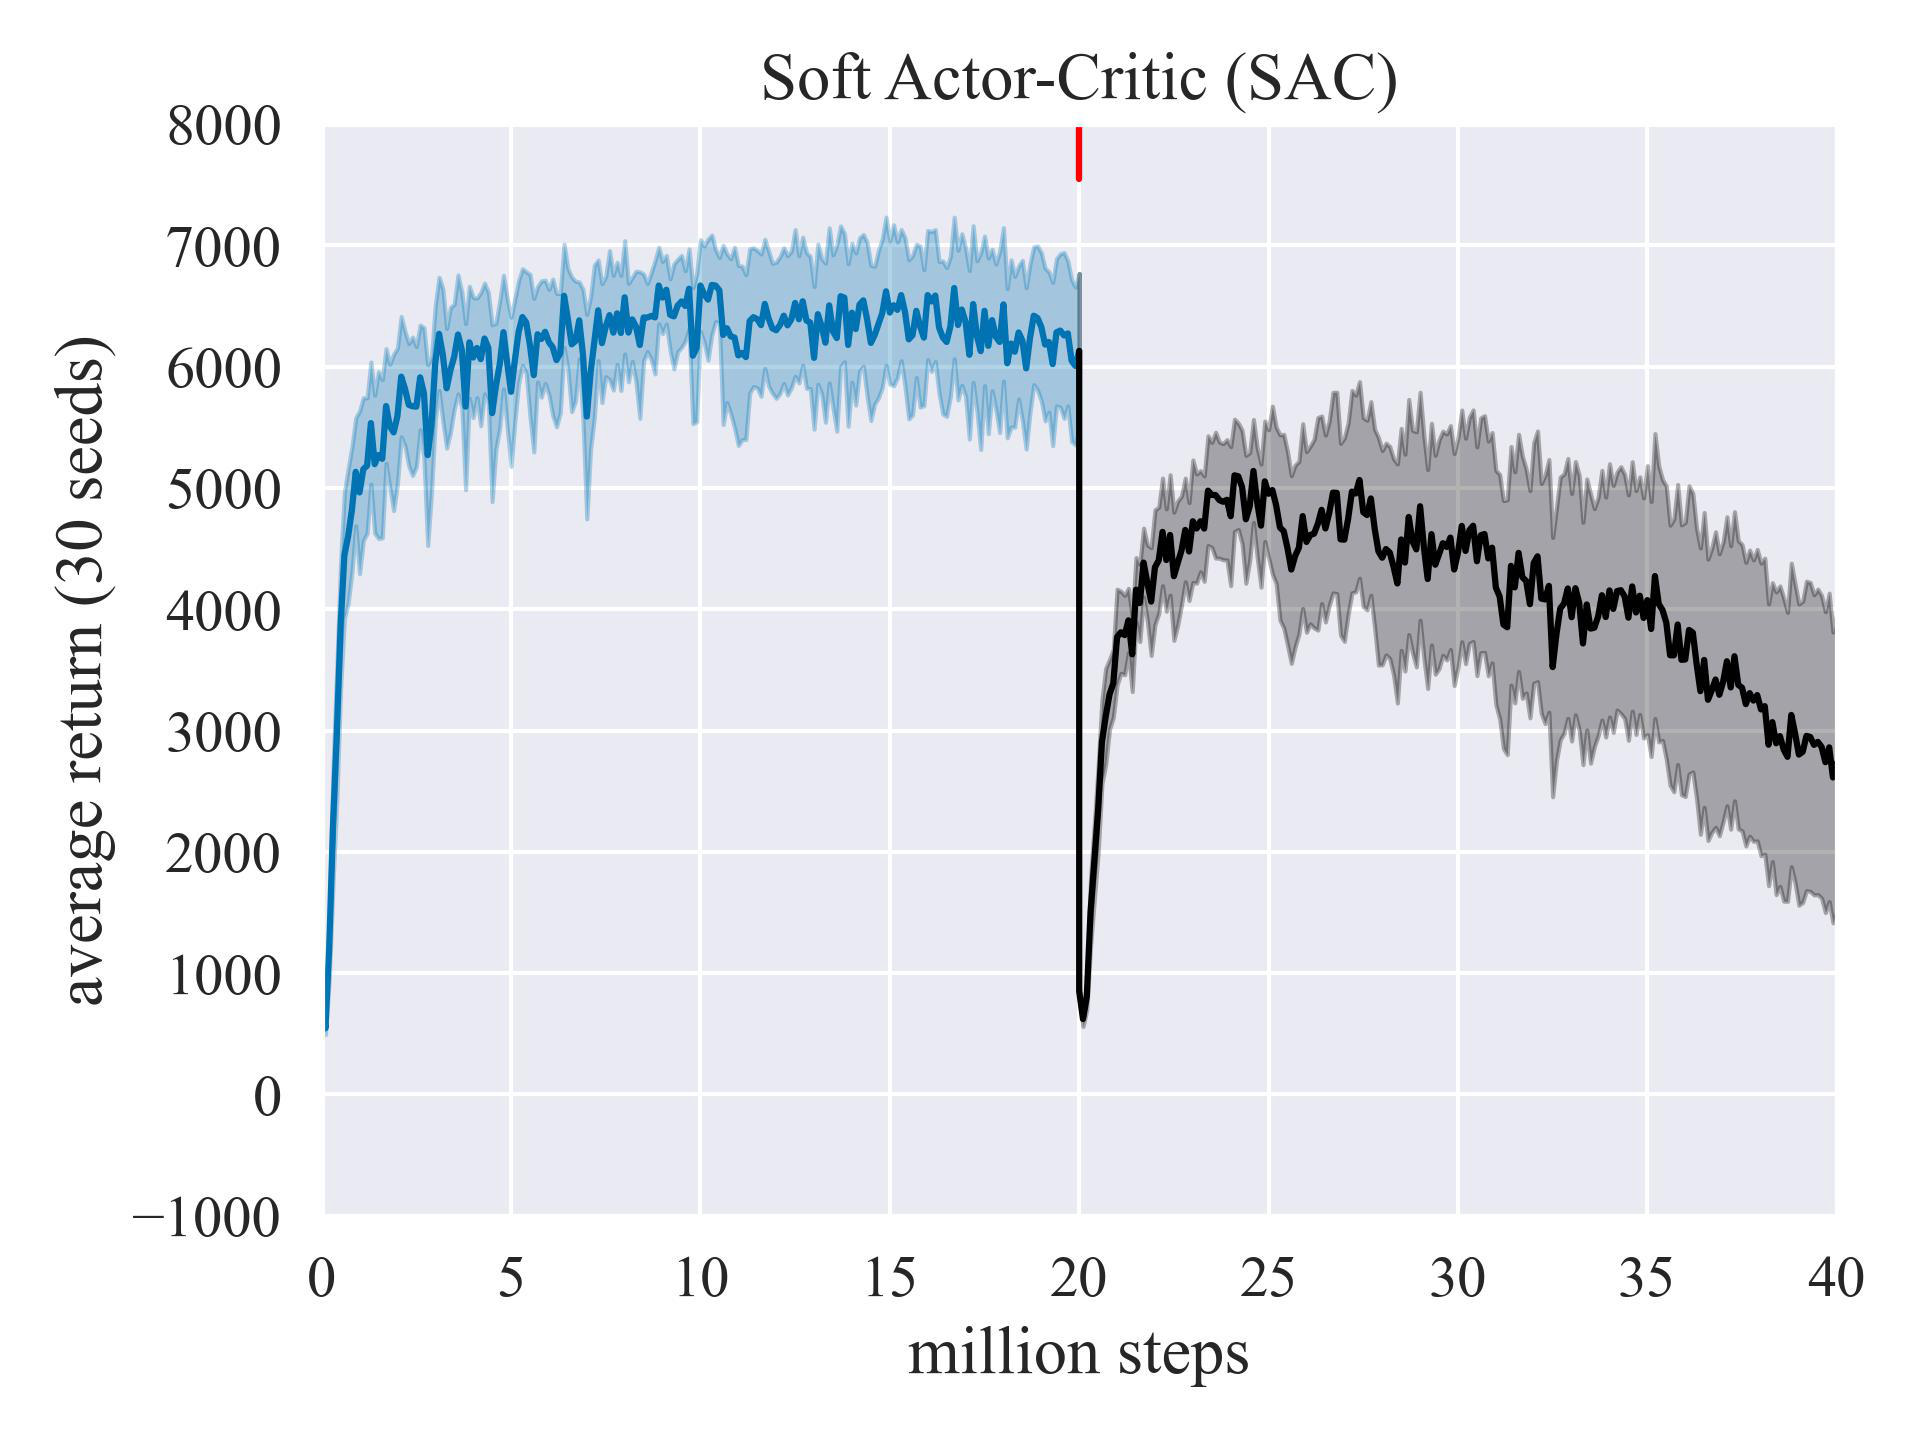 Soft Actor-Critic (SAC)
8000
7000
6000
5000
4000
3000
2000
1000
0
−1000
average return (30 seeds)
0 5 10 15 20 25 30 35 40
million steps